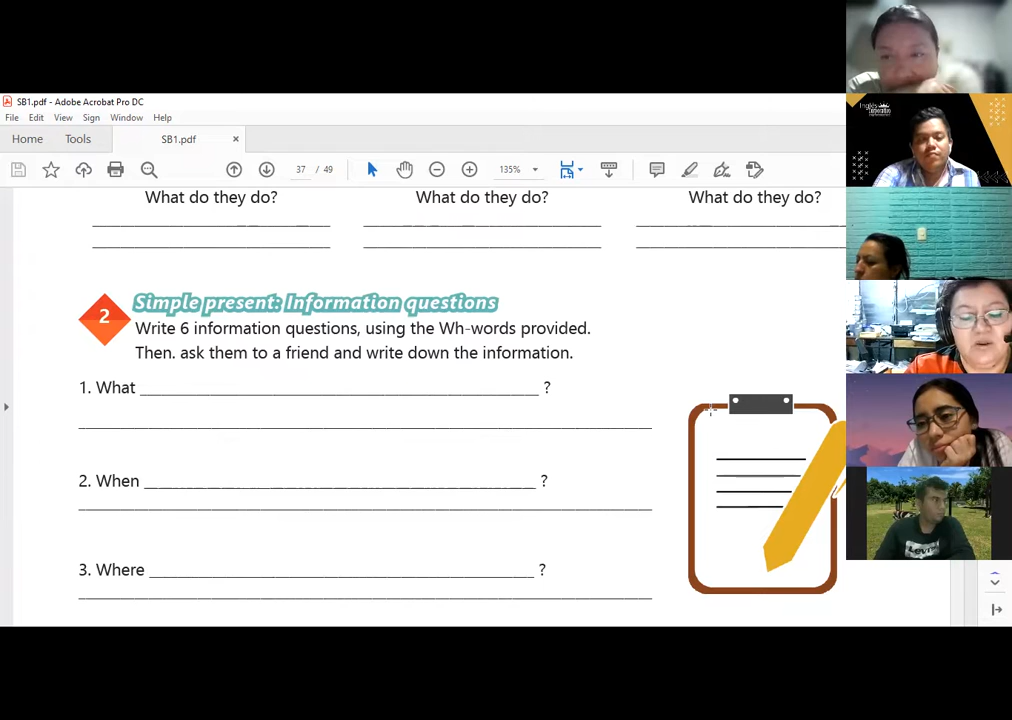 SB1.pdf - Adobe Acrobat Pro DC
File Edit View Sign Window Help
Home Tools SB1.pdf ×
37 / 49 135%
What do they do? What do they do? What do they do?
2 Simple present: Information questions
Write 6 information questions, using the Wh-words provided.
Then. ask them to a friend and write down the information.
1. What ?
2. When ?
3. Where ?
Inglés
Corporativo
Levi's